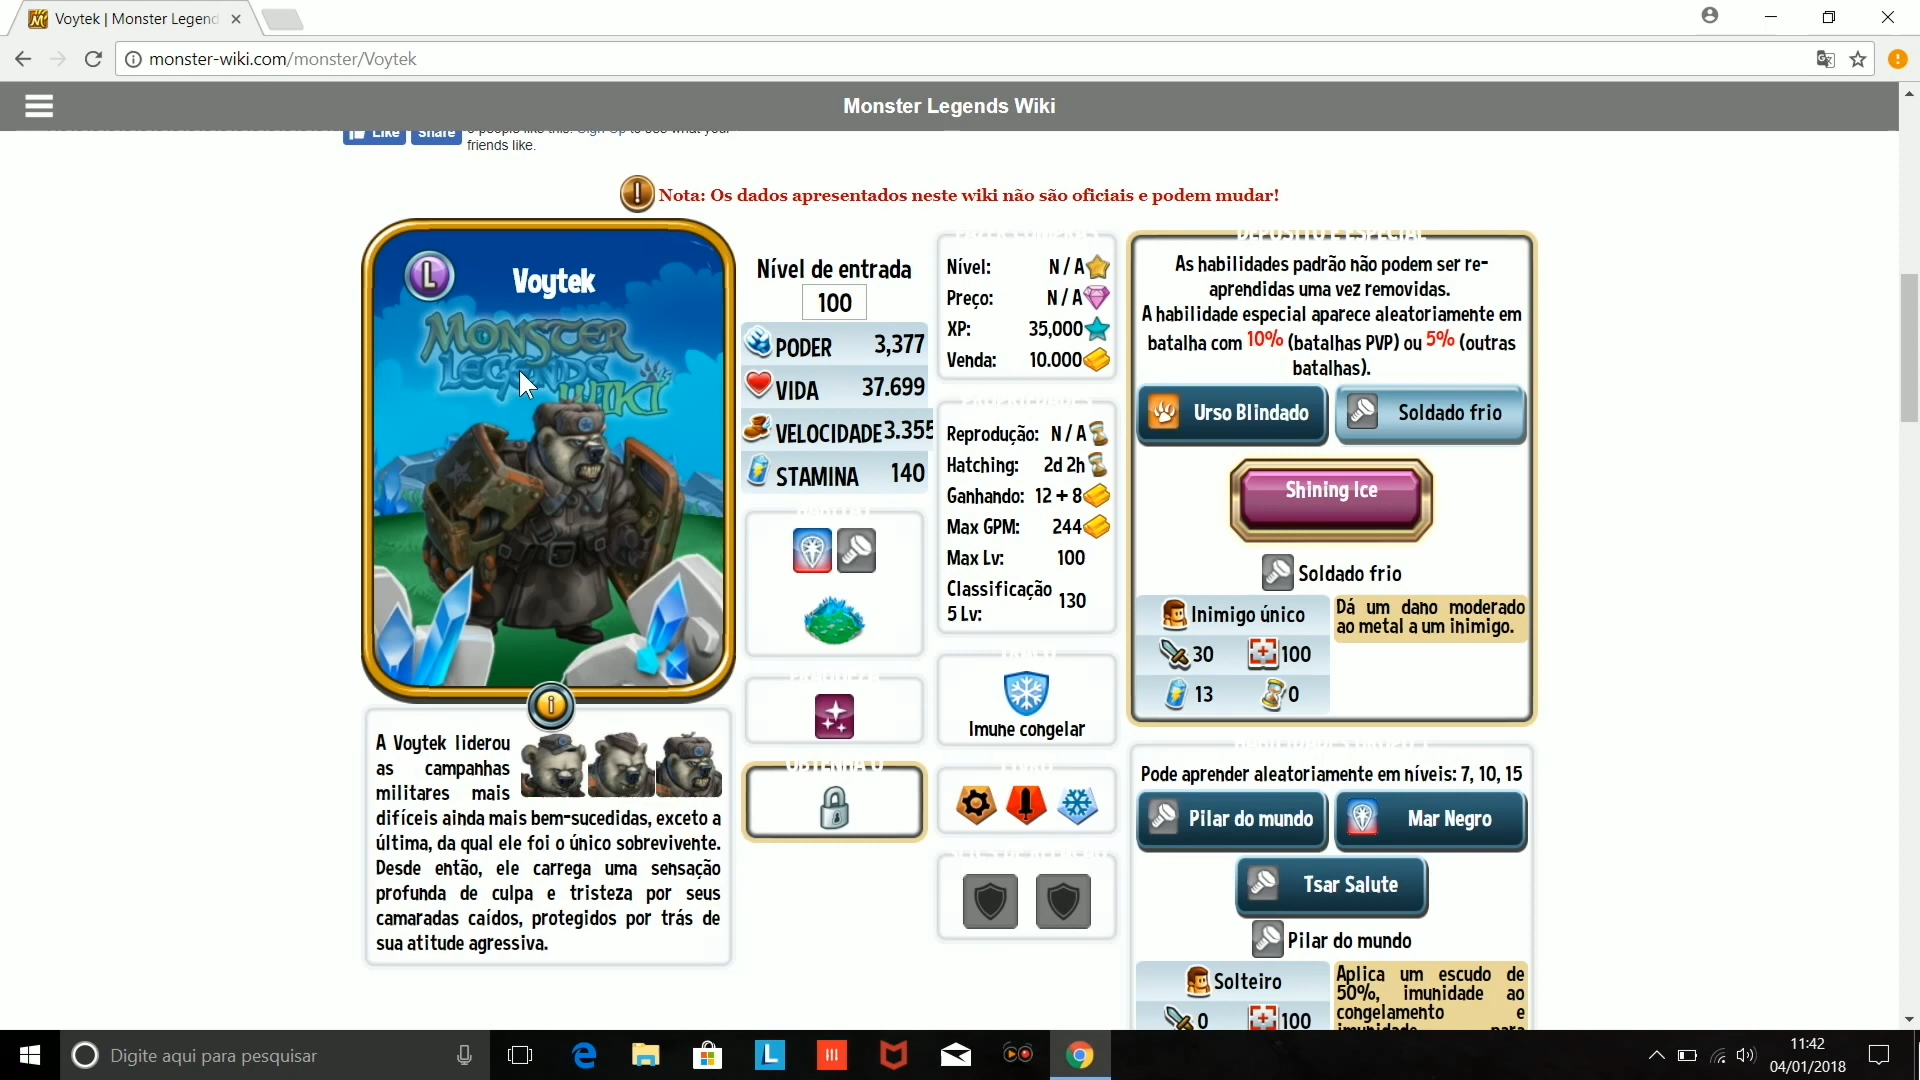 Voytek | Monster Legend
monster-wiki.com/monster/Voytek
Monster Legends Wiki
Like Share
friends like.
Nota: Os dados apresentados neste wiki não são oficiais e podem mudar!
L
Voytek
MONSTER
LEGENDS
WIKI
A Voytek liderou
as campanhas
militares mais
difíceis ainda mais bem-sucedidas, exceto a
última, da qual ele foi o único sobrevivente.
Desde então, ele carrega uma sensação
profunda de culpa e tristeza por seus
camaradas caídos, protegidos por trás de
sua atitude agressiva.
Nível de entrada
100
PODER 3,377
VIDA 37.699
VELOCIDADE 3.355
STAMINA 140
Nível: N / A
Preço: N / A
XP: 35,000
Venda: 10.000
Reprodução: N / A
Hatching: 2d 2h
Ganhando: 12 + 8
Max GPM: 244
Max Lv: 100
Classificação
5 Lv: 130
Imune congelar
DEPÓSITO E ESPECIAL
As habilidades padrão não podem ser re-
aprendidas uma vez removidas.
A habilidade especial aparece aleatoriamente em
batalha com 10% (batalhas PVP) ou 5% (outras
batalhas).
Urso Blindado
Soldado frio
Shining Ice
Soldado frio
Inimigo único
30 100
13 0
Dá um dano moderado
ao metal a um inimigo.
Pode aprender aleatoriamente em níveis: 7, 10, 15
Pilar do mundo
Mar Negro
Tsar Salute
Pilar do mundo
Solteiro
0 100
Aplica um escudo de
50%, imunidade ao
congelamento e
Digite aqui para pesquisar
11:42
04/01/2018